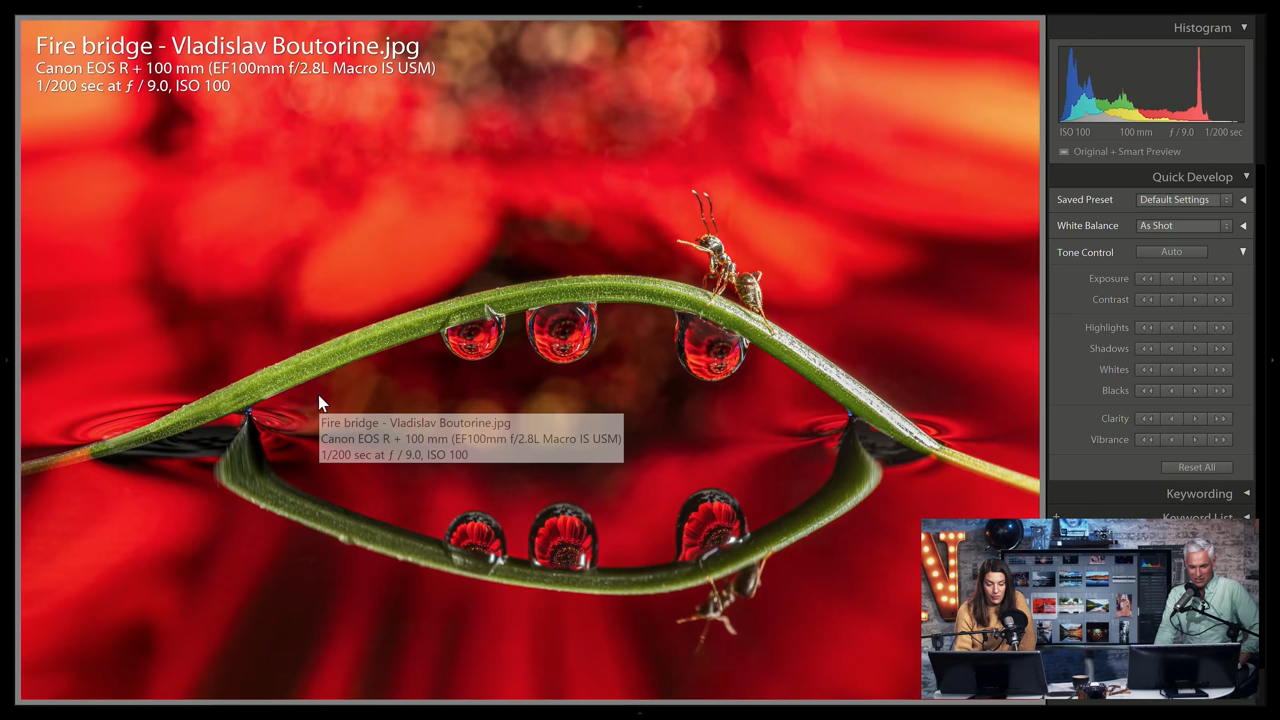 Fire bridge - Vladislav Boutorine.jpg
Canon EOS R + 100 mm (EF100mm f/2.8L Macro IS USM)
1/200 sec at ƒ / 9.0, ISO 100
Fire bridge - Vladislav Boutorine.jpg
Canon EOS R + 100 mm (EF100mm f/2.8L Macro IS USM)
1/200 sec at ƒ / 9.0, ISO 100
Histogram
ISO 100 100 mm ƒ / 9.0 1/200 sec
Original + Smart Preview
Quick Develop
Saved Preset Default Settings
White Balance As Shot
Tone Control Auto
Exposure
Contrast
Highlights
Shadows
Whites
Blacks
Clarity
Vibrance
Reset All
Keywording
+ Keyword List